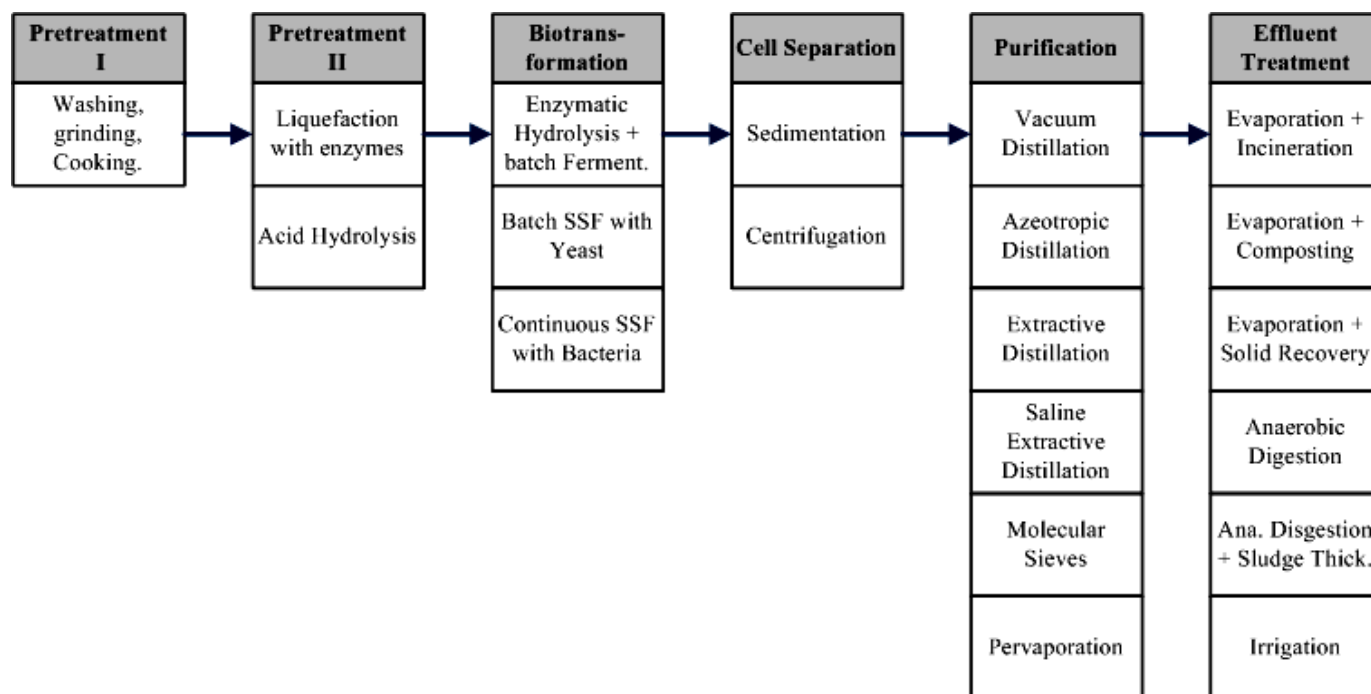 Pretreatment
I
Washing,
grinding,
Cooking.
Pretreatment
II
Liquefaction
with enzymes
Acid Hydrolysis
Biotrans-
formation
Enzymatic
Hydrolysis +
batch Ferment.
Batch SSF with
Yeast
Continuous SSF
with Bacteria
Cell Separation
Sedimentation
Centrifugation
Purification
Vacuum
Distillation
Azeotropic
Distillation
Extractive
Distillation
Saline
Extractive
Distillation
Molecular
Sieves
Pervaporation
Effluent
Treatment
Evaporation +
Incineration
Evaporation +
Composting
Evaporation +
Solid Recovery
Anaerobic
Digestion
Ana. Disgestion
+ Sludge Thick.
Irrigation